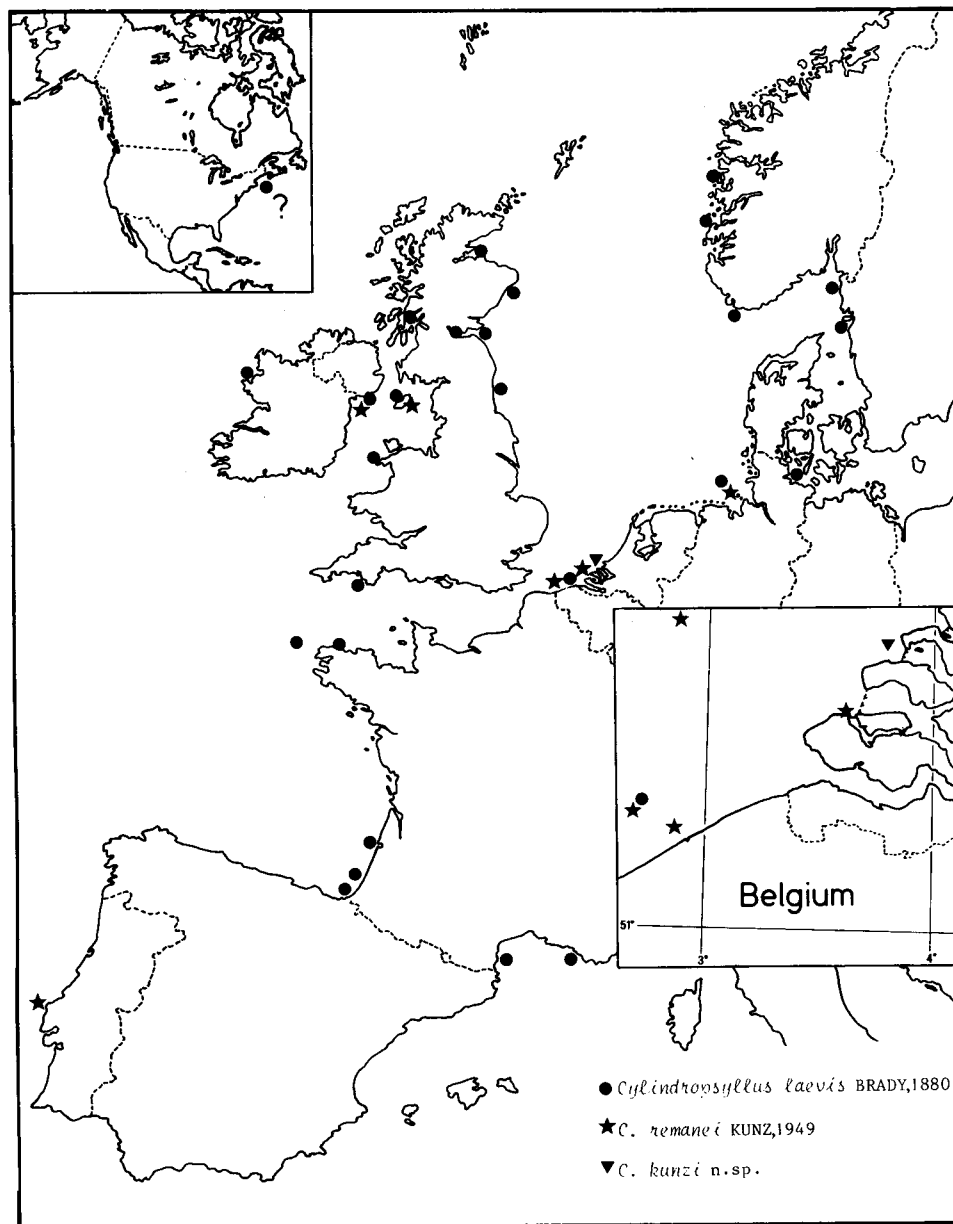 ?
Belgium
51°
3°
4°
● Cylindropsyllus laevis BRADY,1880
★ C. remanei KUNZ,1949
▼ C. kunzi n.sp.